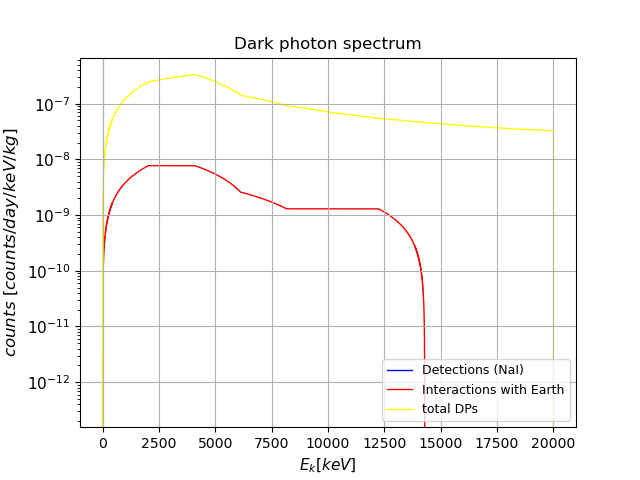 Dark photon spectrum
counts [counts/day/keV/kg]
10⁻⁷
10⁻⁸
10⁻⁹
10⁻¹⁰
10⁻¹¹
10⁻¹²
Detections (NaI)
Interactions with Earth
total DPs
0 2500 5000 7500 10000 12500 15000 17500 20000
E_k[keV]